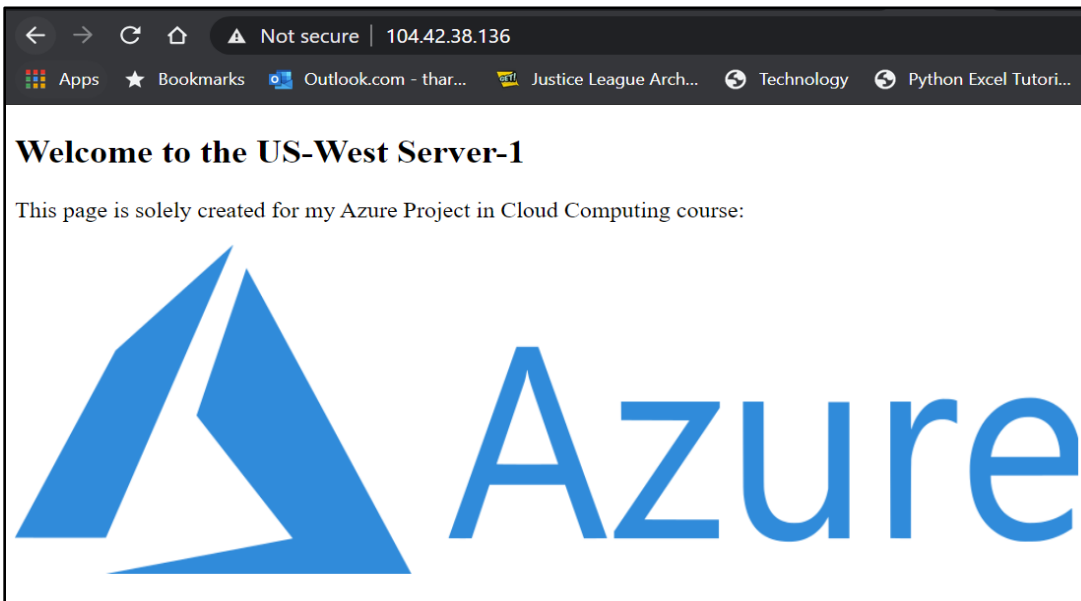 Not secure | 104.42.38.136
Apps Bookmarks Outlook.com - thar... GET! Justice League Arch... Technology Python Excel Tutori...
Welcome to the US-West Server-1
This page is solely created for my Azure Project in Cloud Computing course:
Azure